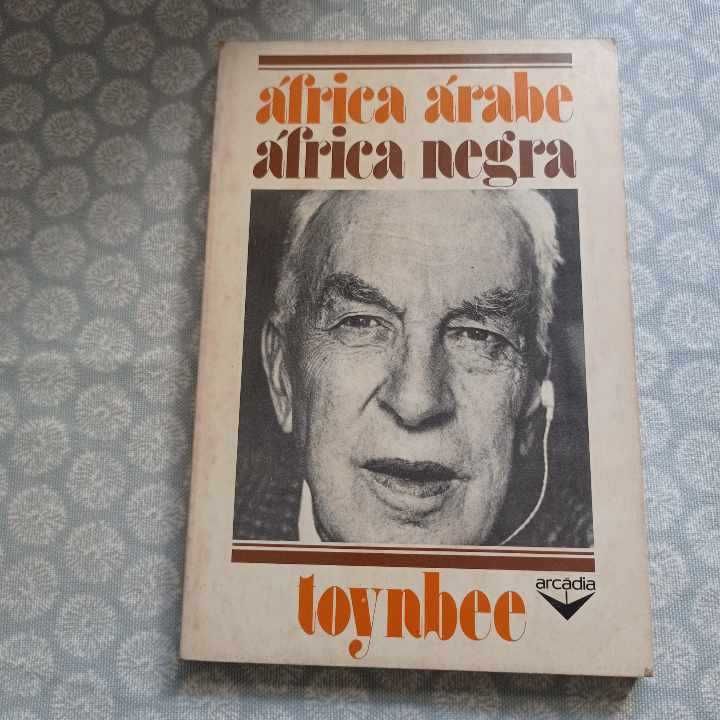 áfrica árabe
áfrica negra
toynbee
arcádia